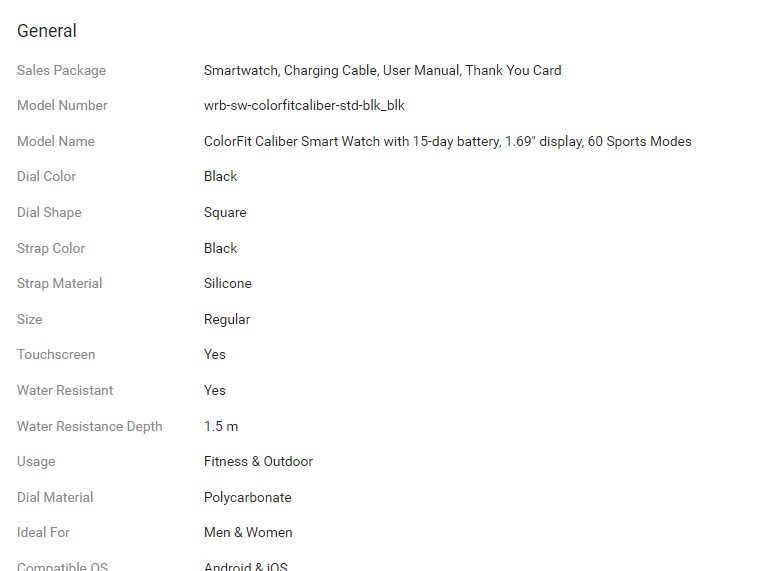 General
Sales Package Smartwatch, Charging Cable, User Manual, Thank You Card
Model Number wrb-sw-colorfitcaliber-std-blk_blk
Model Name ColorFit Caliber Smart Watch with 15-day battery, 1.69" display, 60 Sports Modes
Dial Color Black
Dial Shape Square
Strap Color Black
Strap Material Silicone
Size Regular
Touchscreen Yes
Water Resistant Yes
Water Resistance Depth 1.5 m
Usage Fitness & Outdoor
Dial Material Polycarbonate
Ideal For Men & Women
Compatible OS Android & iOS